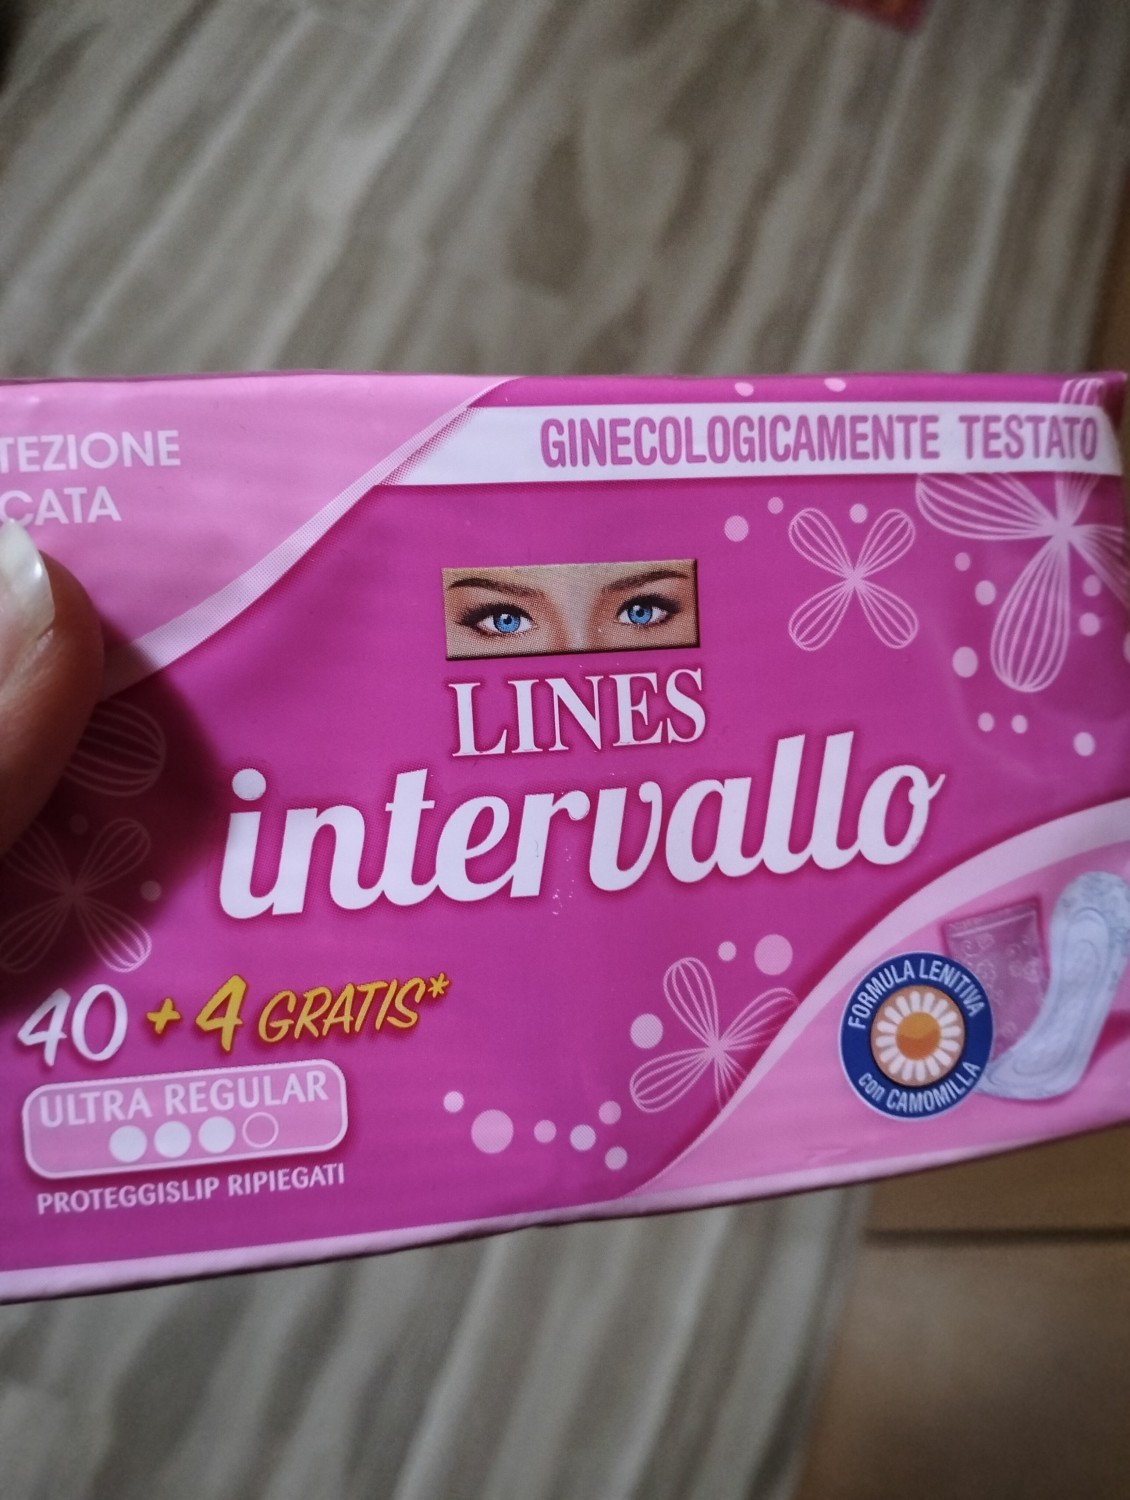 TEZIONE
CATA
GINECOLOGICAMENTE TESTATO
LINES
intervallo
40 + 4 GRATIS*
ULTRA REGULAR
PROTEGGISLIP RIPIEGATI
FORMULA LENITIVA
con CAMOMILLA